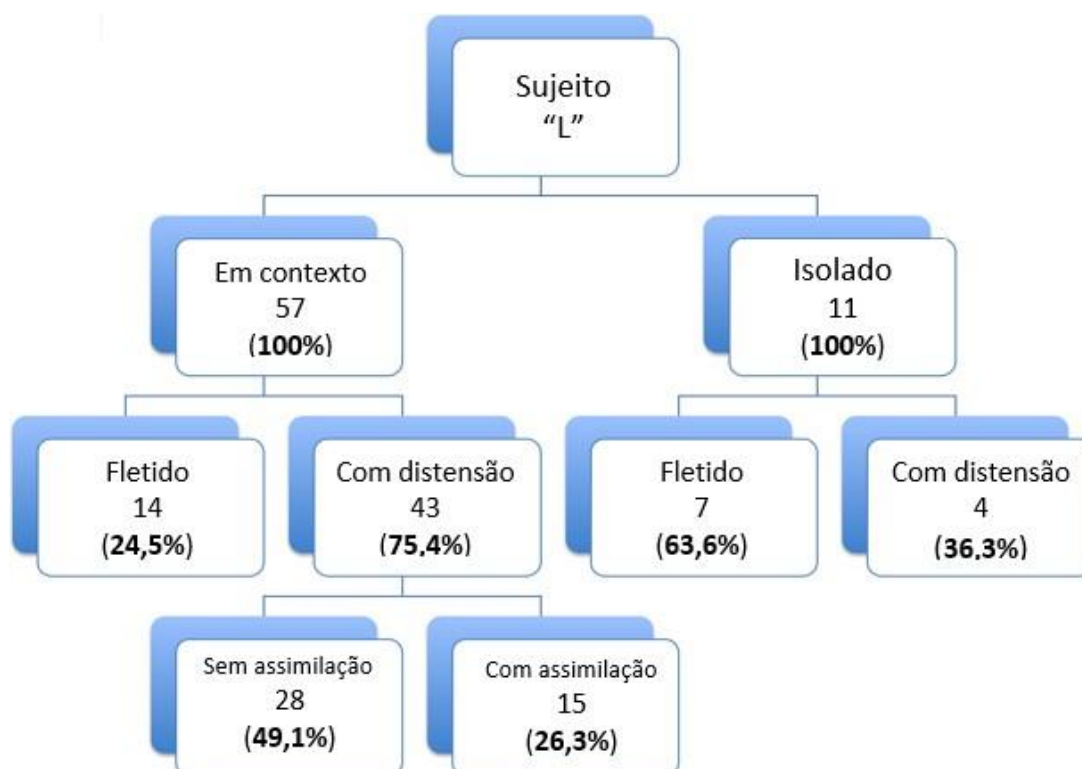 Sujeito
“L”
Em contexto
57
(100%)
Isolado
11
(100%)
Fletido
14
(24,5%)
Com distensão
43
(75,4%)
Fletido
7
(63,6%)
Com distensão
4
(36,3%)
Sem assimilação
28
(49,1%)
Com assimilação
15
(26,3%)